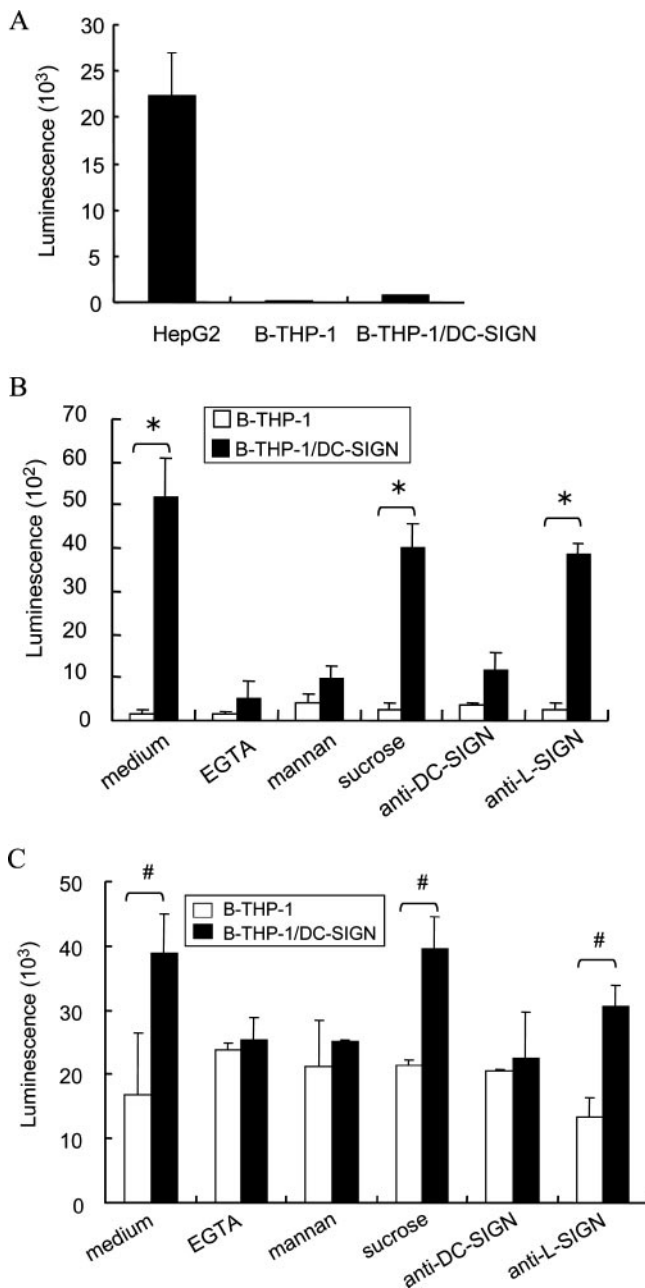 A
Luminescence (10³)
30
25
20
15
10
5
0
HepG2 B-THP-1 B-THP-1/DC-SIGN
B
Luminescence (10²)
70
60
50
40
30
20
10
0
B-THP-1
B-THP-1/DC-SIGN
* * *
medium EGTA mannan sucrose anti-DC-SIGN anti-L-SIGN
C
Luminescence (10³)
50
40
30
20
10
0
B-THP-1
B-THP-1/DC-SIGN
# # #
medium EGTA mannan sucrose anti-DC-SIGN anti-L-SIGN